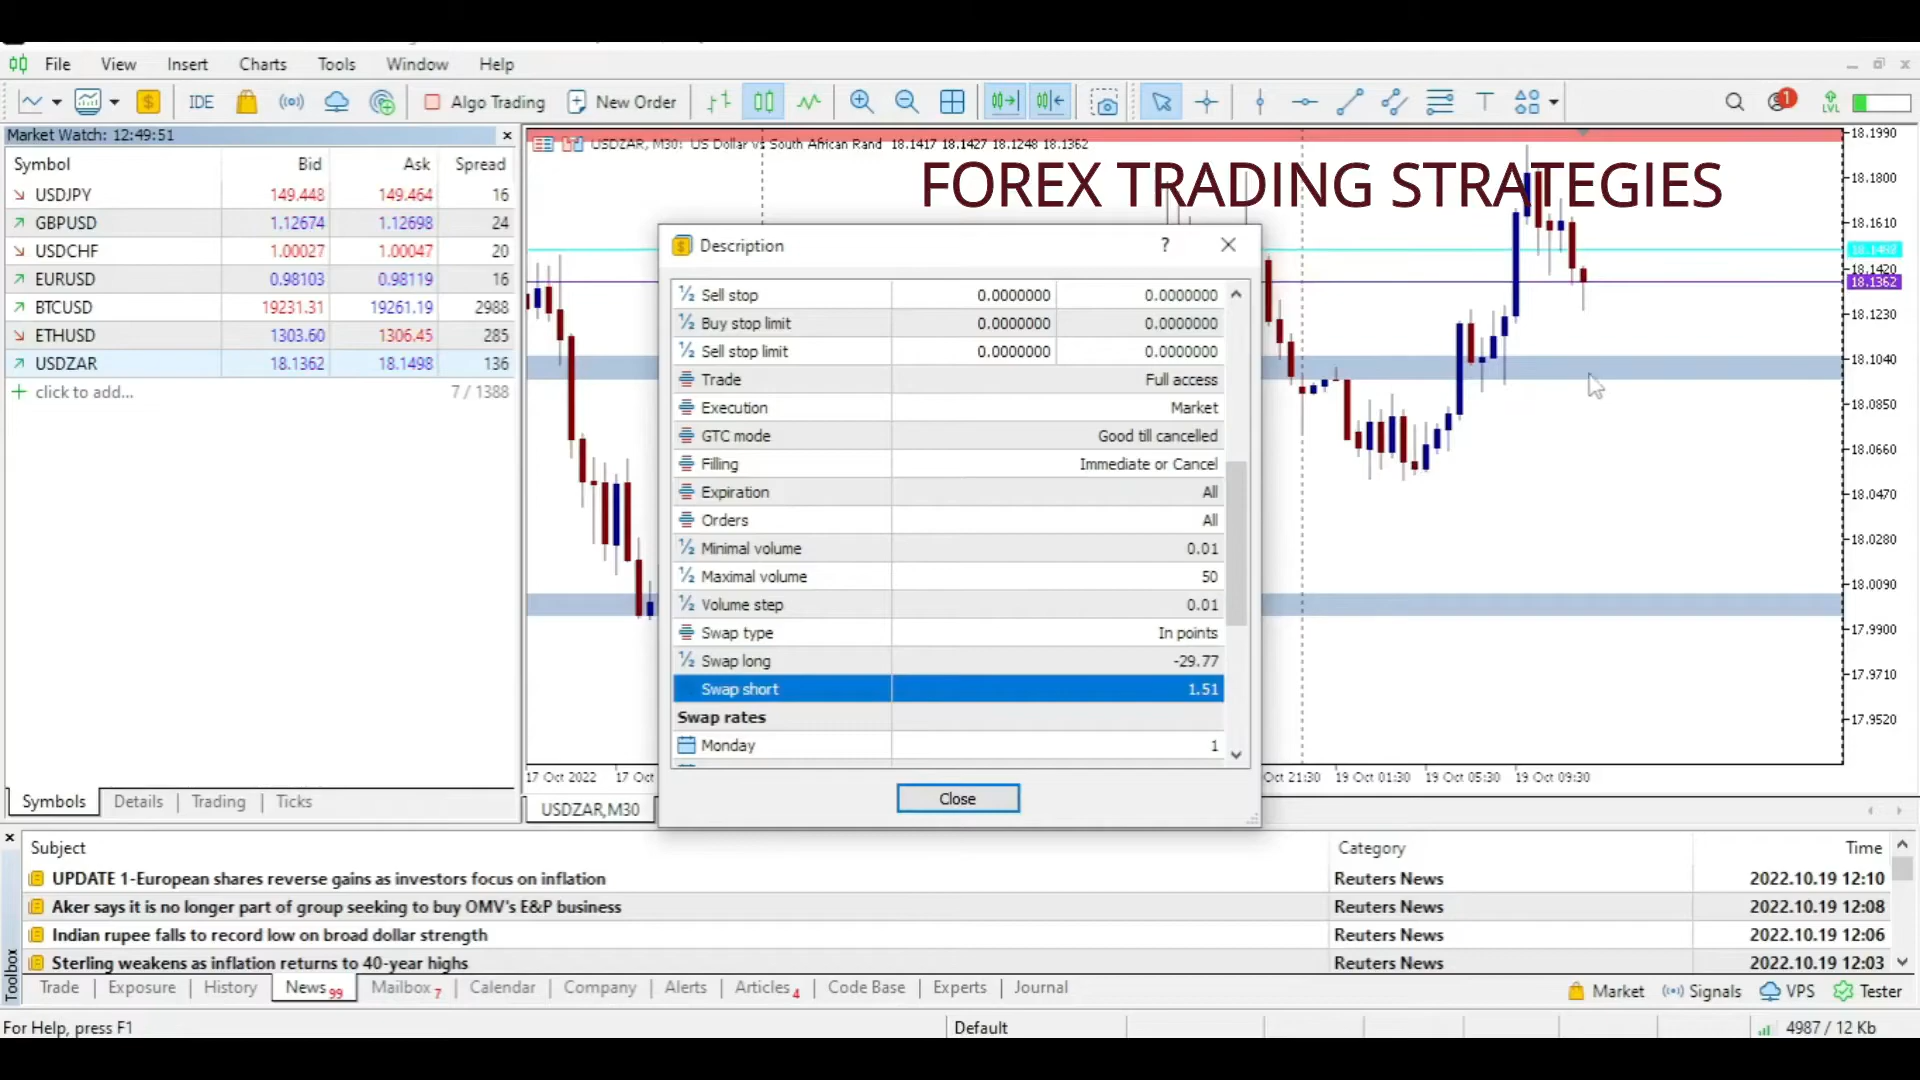 File View Insert Charts Tools Window Help
IDE Algo Trading New Order 1 LVL
Market Watch: 12:49:51
Symbol Bid Ask Spread
USDJPY 149.448 149.464 16
GBPUSD 1.12674 1.12698 24
USDCHF 1.00027 1.00047 20
EURUSD 0.98103 0.98119 16
BTCUSD 19231.31 19261.19 2988
ETHUSD 1303.60 1306.45 285
USDZAR 18.1362 18.1498 136
click to add... 7 / 1388
Symbols Details Trading Ticks
USDZAR, M30: US Dollar vs South African Rand 18.1417 18.1427 18.1248 18.1362
FOREX TRADING STRATEGIES
Description ?
Sell stop 0.0000000 0.0000000
Buy stop limit 0.0000000 0.0000000
Sell stop limit 0.0000000 0.0000000
Trade Full access
Execution Market
GTC mode Good till cancelled
Filling Immediate or Cancel
Expiration All
Orders All
Minimal volume 0.01
Maximal volume 50
Volume step 0.01
Swap type In points
Swap long -29.77
Swap short 1.51
Swap rates
Monday 1
Close
18.1990
18.1800
18.1610
18.1420
18.1362
18.1230
18.1040
18.0850
18.0660
18.0470
18.0280
18.0090
17.9900
17.9710
17.9520
17 Oct 2022 17 Oct Oct 21:30 19 Oct 01:30 19 Oct 05:30 19 Oct 09:30
USDZAR,M30
Subject Category Time
UPDATE 1-European shares reverse gains as investors focus on inflation Reuters News 2022.10.19 12:10
Aker says it is no longer part of group seeking to buy OMV's E&P business Reuters News 2022.10.19 12:08
Indian rupee falls to record low on broad dollar strength Reuters News 2022.10.19 12:06
Sterling weakens as inflation returns to 40-year highs Reuters News 2022.10.19 12:03
Toolbox
Trade Exposure History News 99 Mailbox 7 Calendar Company Alerts Articles 4 Code Base Experts Journal Market Signals VPS Tester
For Help, press F1 Default 4987 / 12 Kb